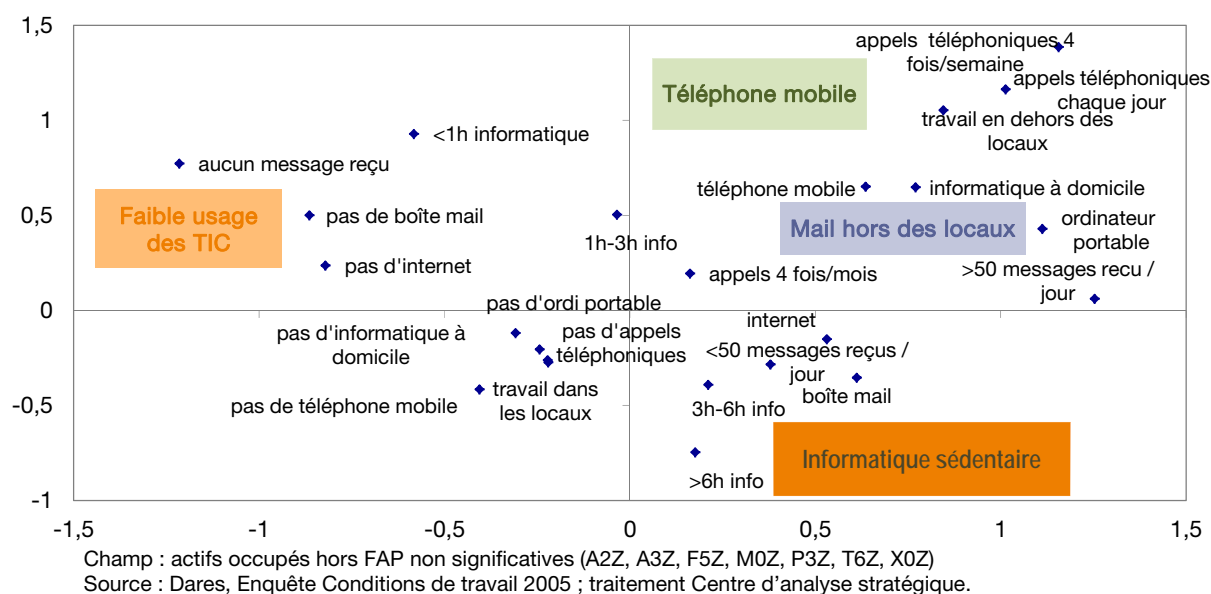 1,5
appels téléphoniques 4
fois/semaine
Téléphone mobile
appels téléphoniques
chaque jour
1
travail en dehors des
locaux
<1h informatique
aucun message reçu
téléphone mobile
informatique à domicile
Faible usage
des TIC
pas de boîte mail
0,5
Mail hors des locaux
ordinateur
portable
1h-3h info
pas d'internet
appels 4 fois/mois
>50 messages recu /
jour
0
pas d'ordi portable
pas d'informatique à
domicile
pas d'appels
téléphoniques
internet
<50 messages reçus /
jour
boîte mail
-0,5
pas de téléphone mobile
travail dans
les locaux
3h-6h info
Informatique sédentaire
>6h info
-1
-1,5
-1
-0,5
0
0,5
1
1,5
Champ : actifs occupés hors FAP non significatives (A2Z, A3Z, F5Z, M0Z, P3Z, T6Z, X0Z)
Source : Dares, Enquête Conditions de travail 2005 ; traitement Centre d'analyse stratégique.